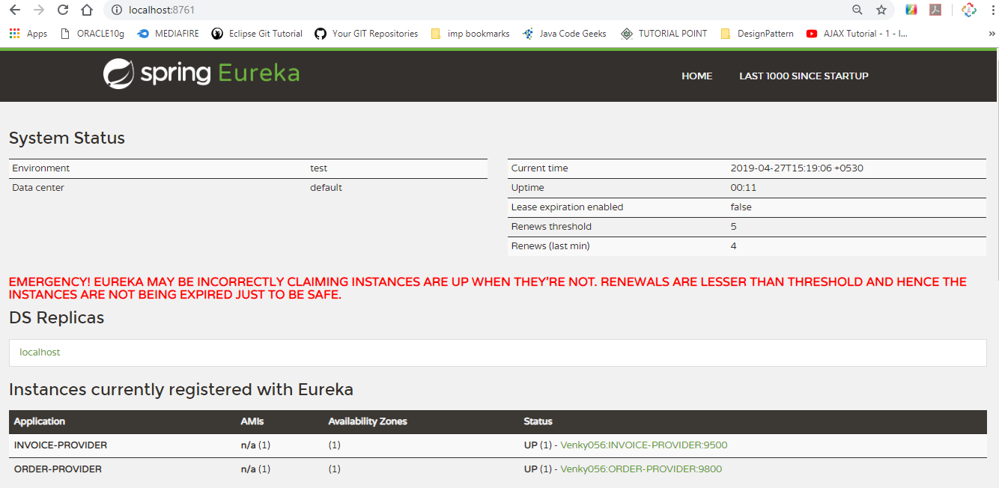 localhost:8761
Apps ORACLE10g MEDIAFIRE Eclipse Git Tutorial Your GIT Repositories imp bookmarks Java Code Geeks TUTORIAL POINT DesignPattern AJAX Tutorial - 1 - I... »
spring Eureka HOME LAST 1000 SINCE STARTUP
System Status
Environment test Current time 2019-04-27T15:19:06 +0530
Data center default Uptime 00:11
Lease expiration enabled false
Renews threshold 5
Renews (last min) 4
EMERGENCY! EUREKA MAY BE INCORRECTLY CLAIMING INSTANCES ARE UP WHEN THEY'RE NOT. RENEWALS ARE LESSER THAN THRESHOLD AND HENCE THE
INSTANCES ARE NOT BEING EXPIRED JUST TO BE SAFE.
DS Replicas
localhost
Instances currently registered with Eureka
Application AMIs Availability Zones Status
INVOICE-PROVIDER n/a (1) (1) UP (1) - Venky056:INVOICE-PROVIDER:9500
ORDER-PROVIDER n/a (1) (1) UP (1) - Venky056:ORDER-PROVIDER:9800